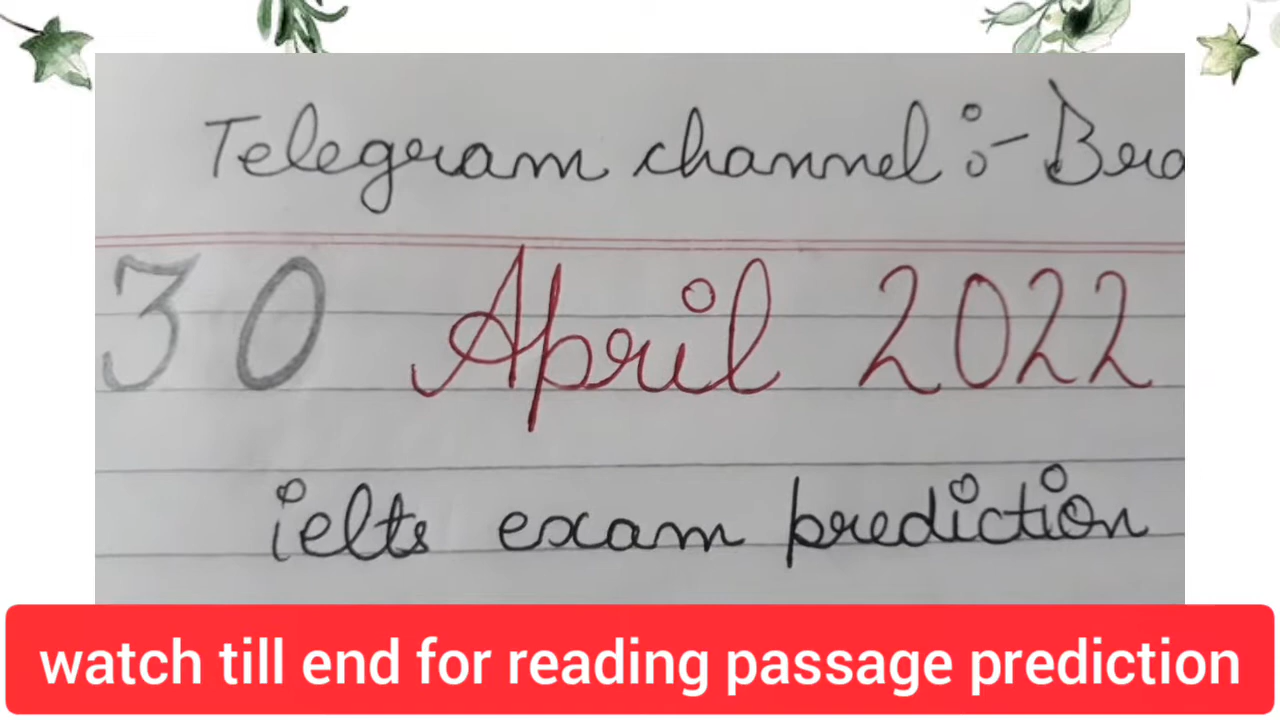 Telegram channel :-
30 April 2022
ielts exam prediction
watch till end for reading passage prediction